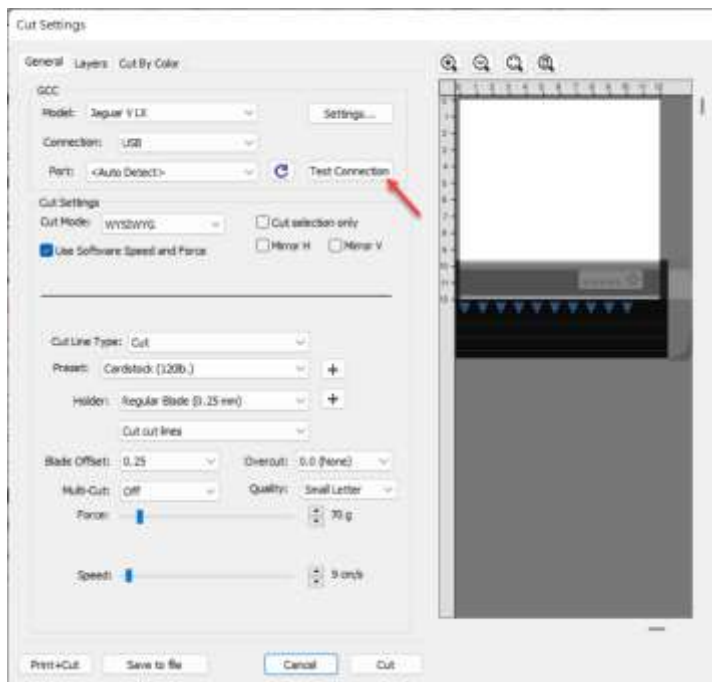 Cut Settings
General Layers Cut By Color
GCC
Model: Jaguar V LX Settings...
Connection: USB
Port: <Auto Detect> Test Connection
Cut Settings
Cut Mode: WYSIWYG Cut selection only
Use Software Speed and Force Mirror H Mirror V
Cut Line Type: Cut
Preset: Cardstock (120lb.) +
Holder: Regular Blade (0.25 mm) +
Cut cut lines
Blade Offset: 0.25 Overcut: 0.0 (None)
Multi-Cut: Off Quality: Small Letter
Force: 70 g
Speed: 9 cm/s
Print+Cut Save to file Cancel Cut